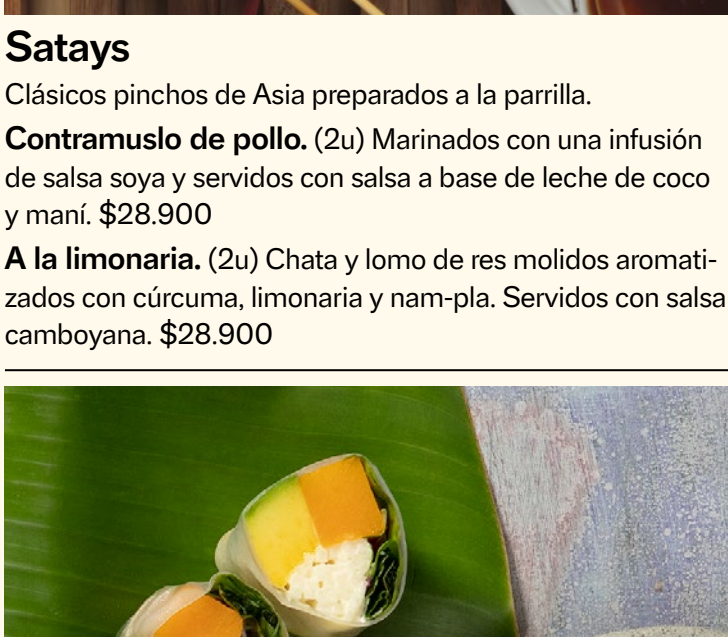 Satays
Clásicos pinchos de Asia preparados a la parrilla.
Contramuslo de pollo. (2u) Marinados con una infusión
de salsa soya y servidos con salsa a base de leche de coco
y maní. $28.900
A la limonaria. (2u) Chata y lomo de res molidos aromati-
zados con cúrcuma, limonaria y nam-pla. Servidos con salsa
camboyana. $28.900